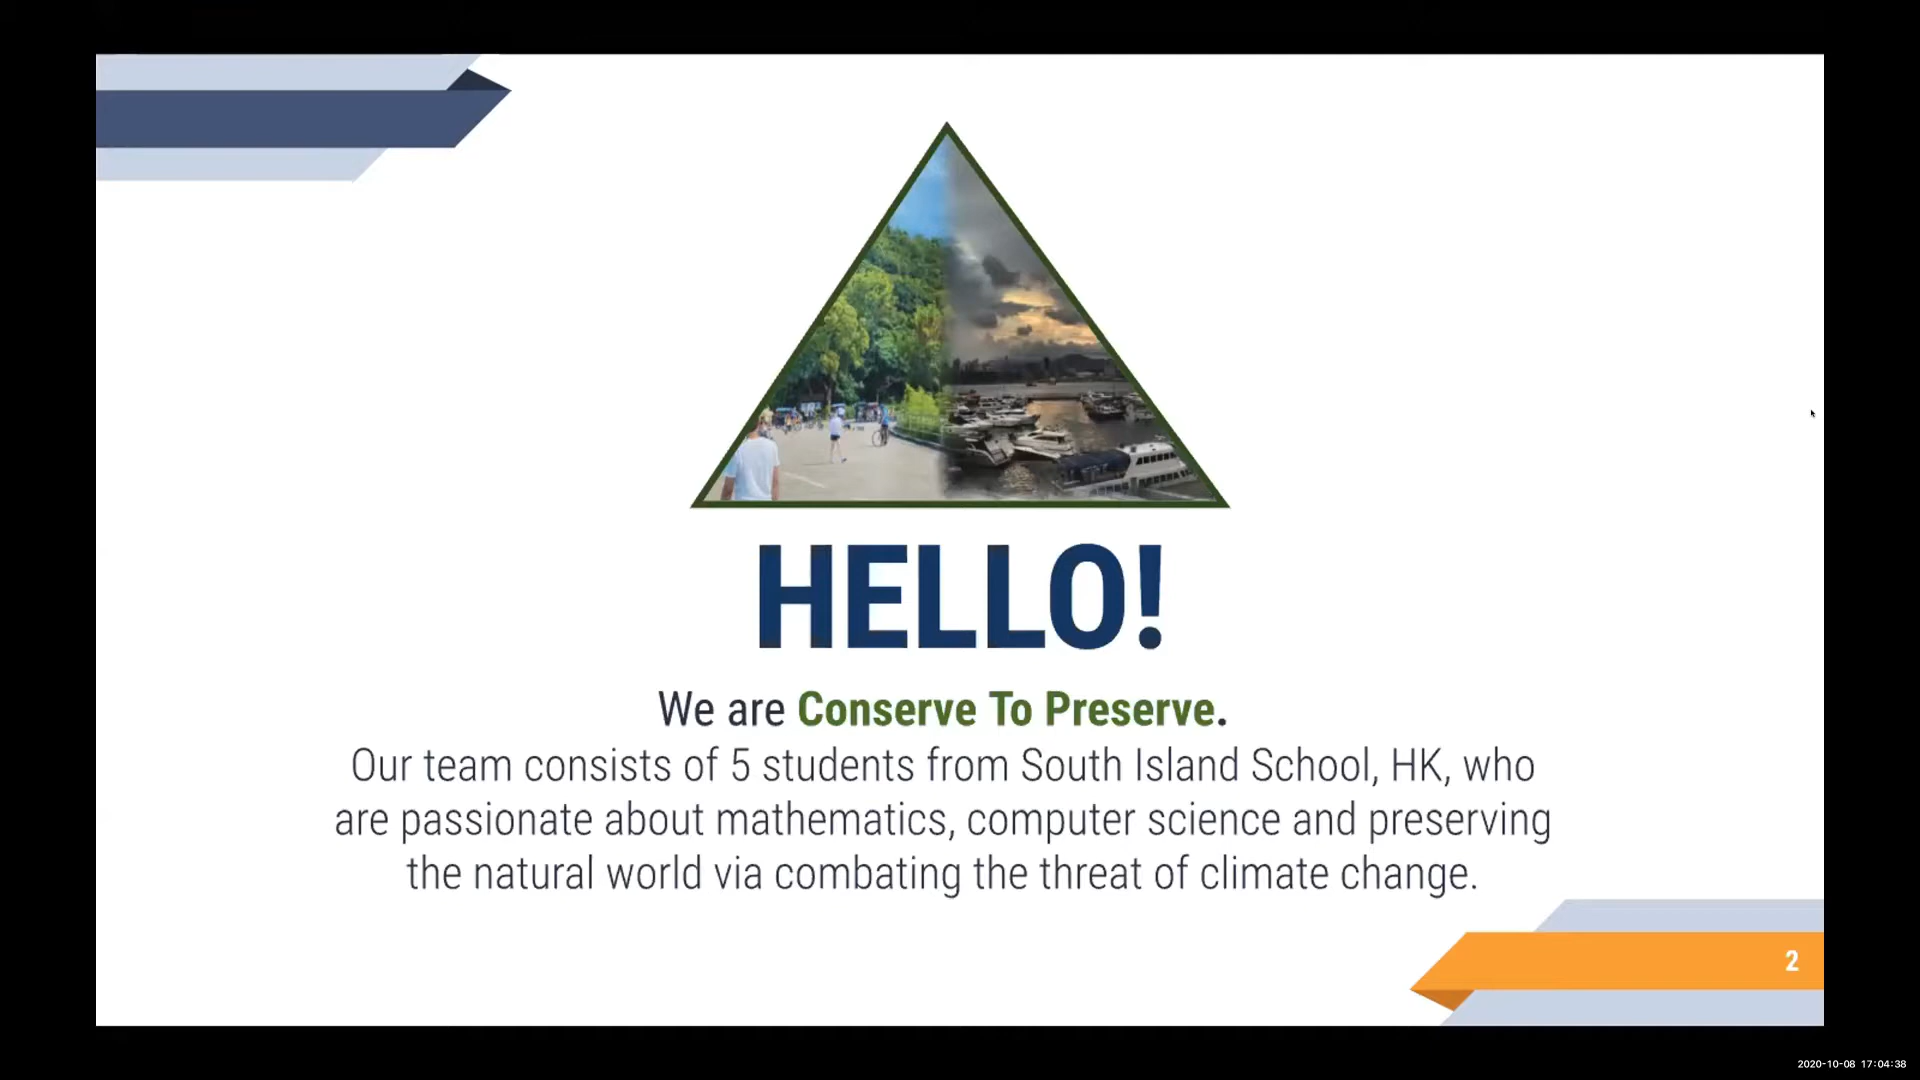 HELLO!
We are Conserve To Preserve.
Our team consists of 5 students from South Island School, HK, who
are passionate about mathematics, computer science and preserving
the natural world via combating the threat of climate change.
2
2020-10-08 17:04:38